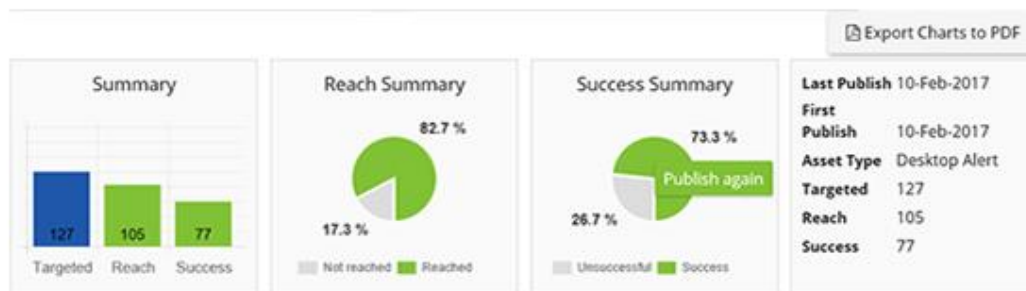 Export Charts to PDF
Summary
127 105 77
Targeted Reach Success
Reach Summary
82.7 %
17.3 %
Not reached Reached
Success Summary
73.3 %
Publish again
26.7 %
Unsuccessful Success
Last Publish 10-Feb-2017
First
Publish 10-Feb-2017
Asset Type Desktop Alert
Targeted 127
Reach 105
Success 77